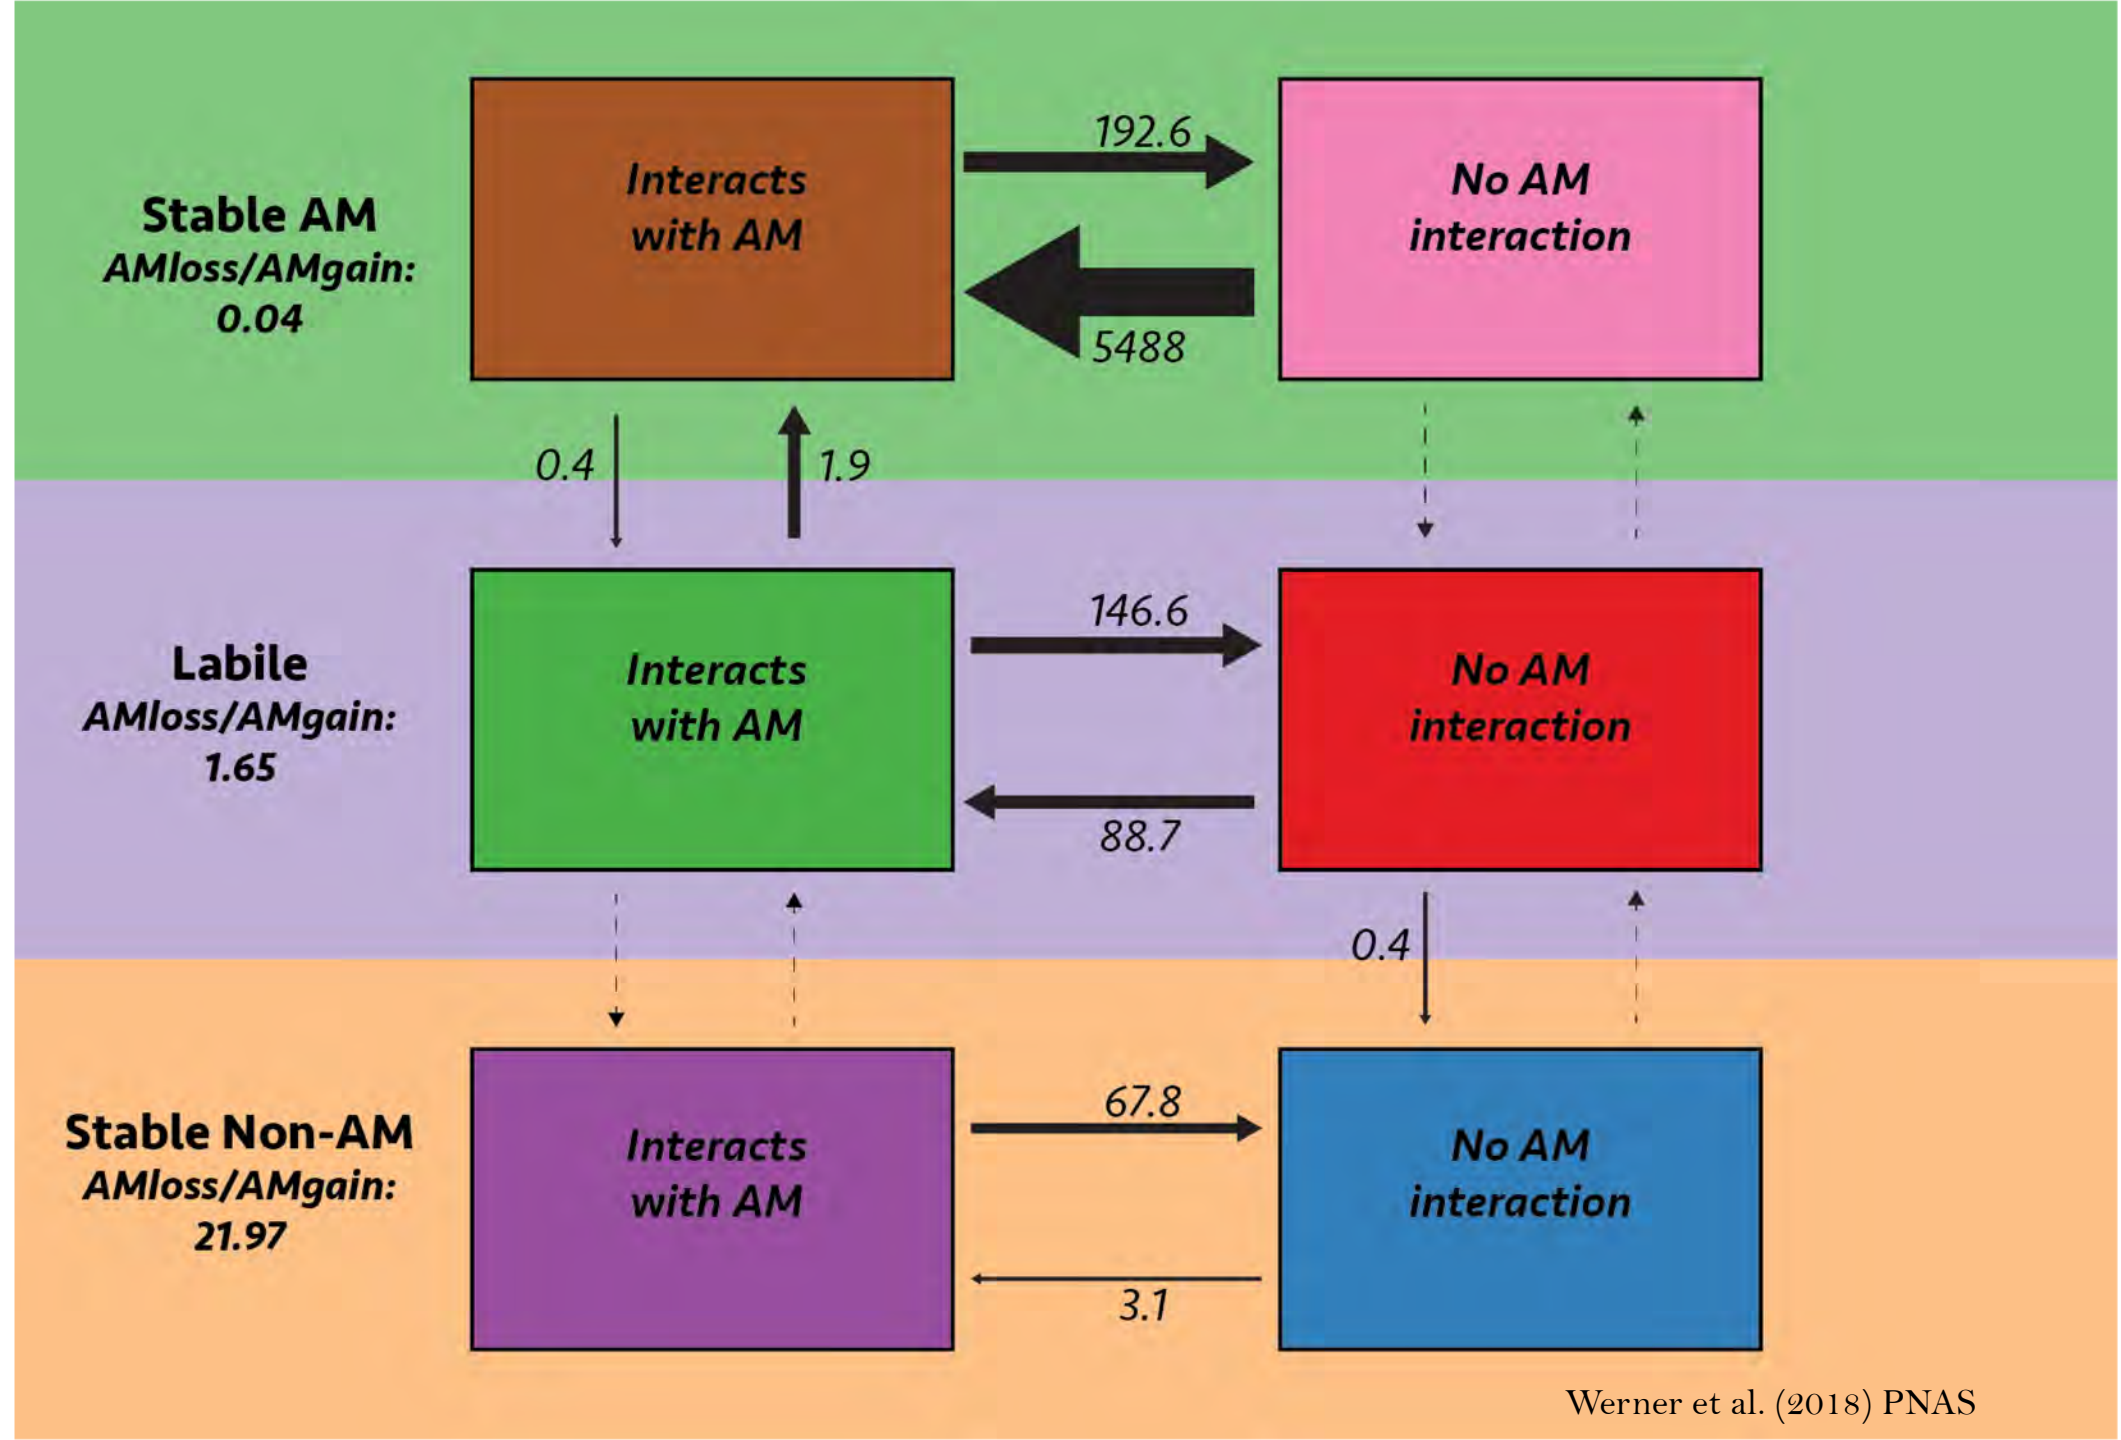 Stable AM
AMloss/AMgain:
0.04
Interacts
with AM
192.6
5488
No AM
interaction
0.4
1.9
Labile
AMloss/AMgain:
1.65
Interacts
with AM
146.6
88.7
No AM
interaction
0.4
Stable Non-AM
AMloss/AMgain:
21.97
Interacts
with AM
67.8
3.1
No AM
interaction
Werner et al. (2018) PNAS